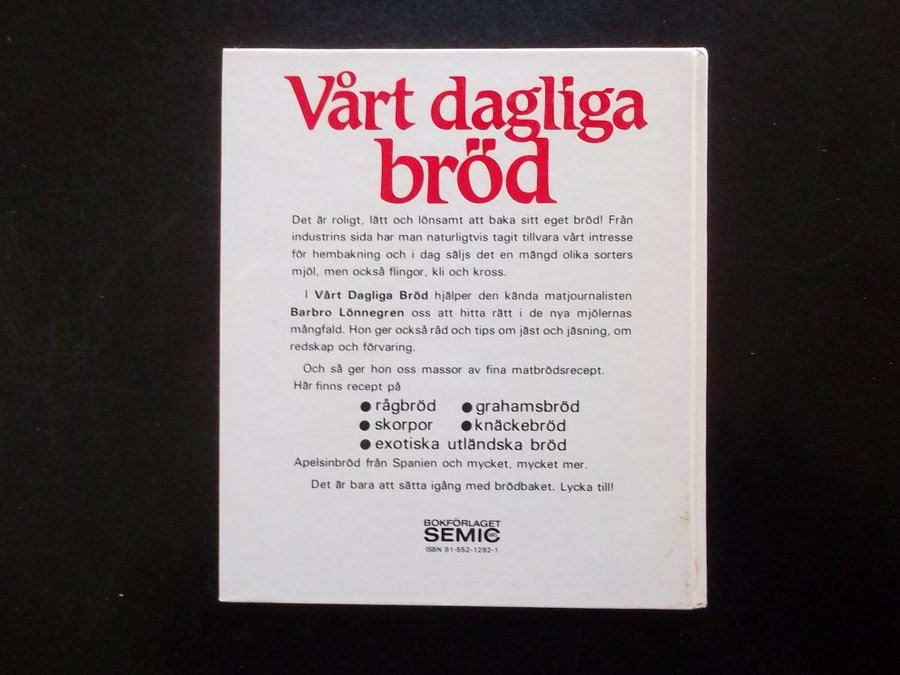 Vårt dagliga
bröd
Det är roligt, lätt och lönsamt att baka sitt eget bröd! Från
industrins sida har man naturligtvis tagit tillvara vårt intresse
för hembakning och i dag säljs det en mängd olika sorters
mjöl, men också flingor, kli och kross.
I Vårt Dagliga Bröd hjälper den kända matjournalisten
Barbro Lönnegren oss att hitta rätt i de nya mjölernas
mångfald. Hon ger också råd och tips om jäst och jäsning, om
redskap och förvaring.
Och så ger hon oss massor av fina matbrödsrecept.
Här finns recept på
● rågbröd ● grahamsbröd
● skorpor ● knäckebröd
● exotiska utländska bröd
Apelsinbröd från Spanien och mycket, mycket mer.
Det är bara att sätta igång med brödbaket. Lycka till!
BOKFÖRLAGET
SEMIC
ISBN 91-552-1292-1